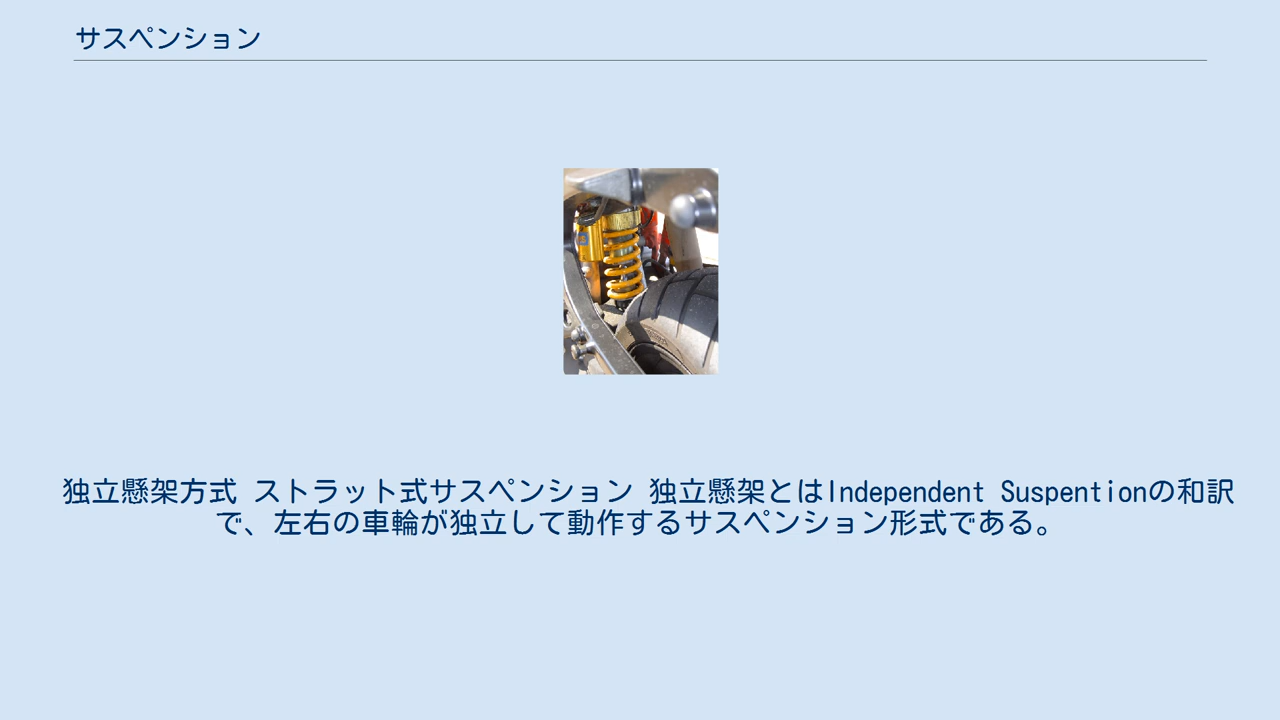 サスペンション
独立懸架方式 ストラット式サスペンション 独立懸架とはIndependent Suspentionの和訳
で、左右の車輪が独立して動作するサスペンション形式である。